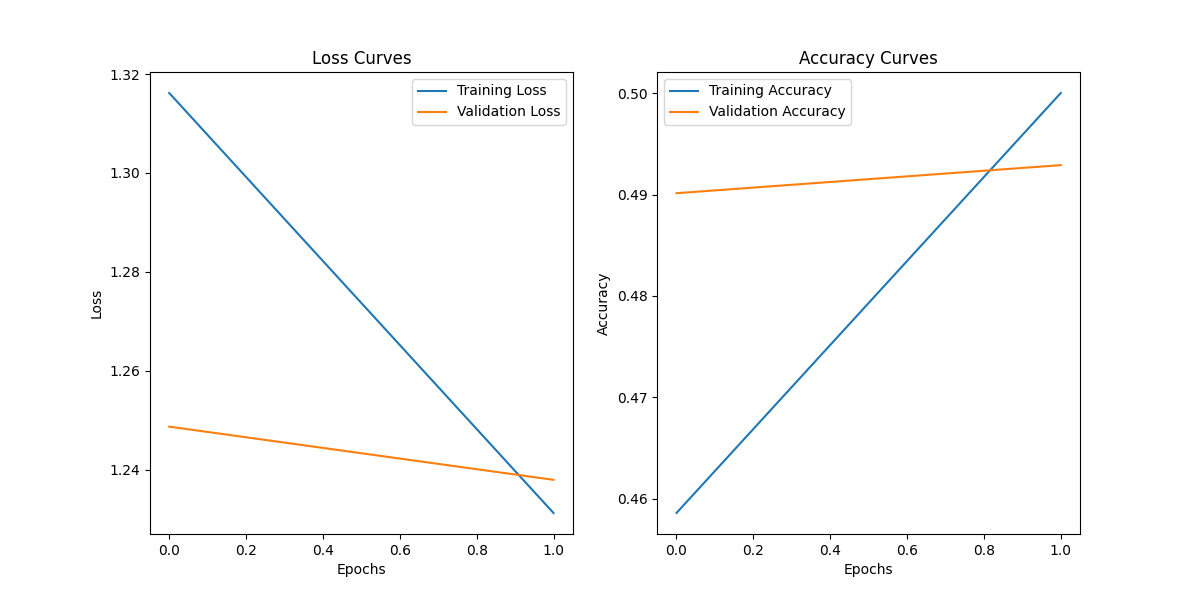 Loss Curves
Training Loss
Validation Loss
1.32
1.30
1.28
1.26
1.24
Loss
0.0 0.2 0.4 0.6 0.8 1.0
Epochs
Accuracy Curves
Training Accuracy
Validation Accuracy
0.50
0.49
0.48
0.47
0.46
Accuracy
0.0 0.2 0.4 0.6 0.8 1.0
Epochs